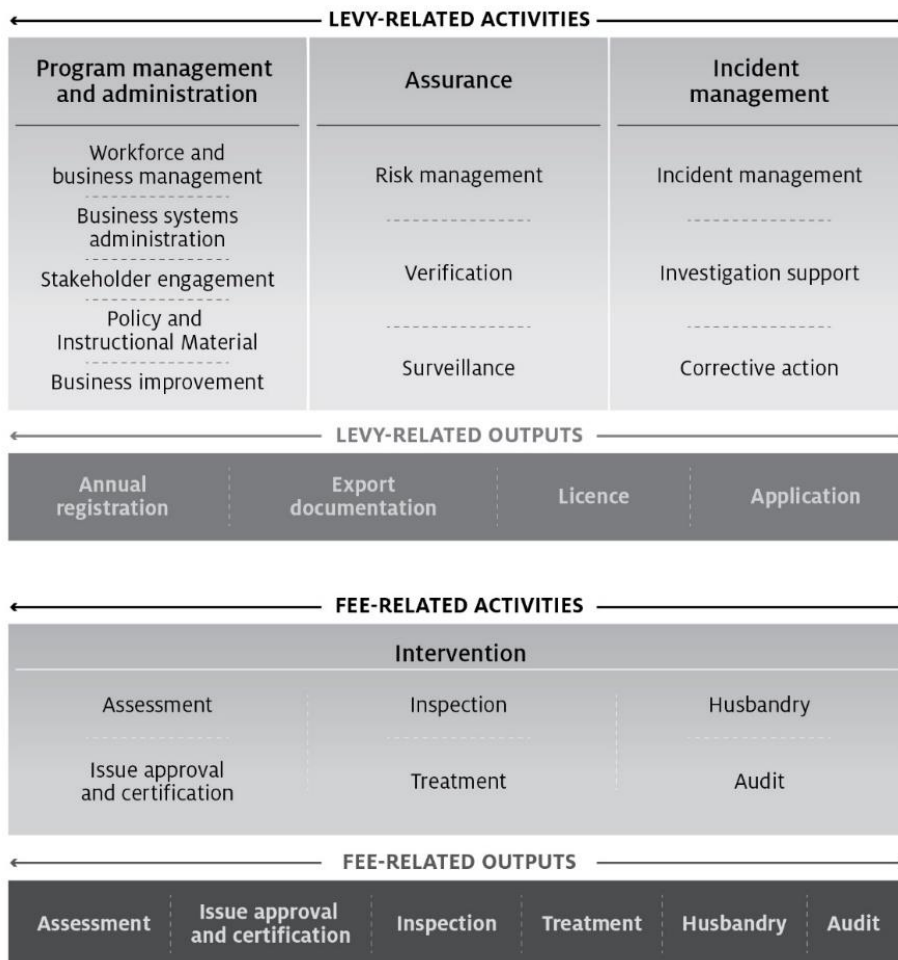 LEVY-RELATED ACTIVITIES
Program management
and administration
Assurance
Incident
management
Workforce and
business management
Business systems
administration
Stakeholder engagement
Policy and
Instructional Material
Business improvement
Risk management
Verification
Surveillance
Incident management
Investigation support
Corrective action
LEVY-RELATED OUTPUTS
Annual
registration
Export
documentation
Licence
Application
FEE-RELATED ACTIVITIES
Intervention
Assessment
Inspection
Husbandry
Issue approval
and certification
Treatment
Audit
FEE-RELATED OUTPUTS
Assessment
Issue approval
and certification
Inspection
Treatment
Husbandry
Audit